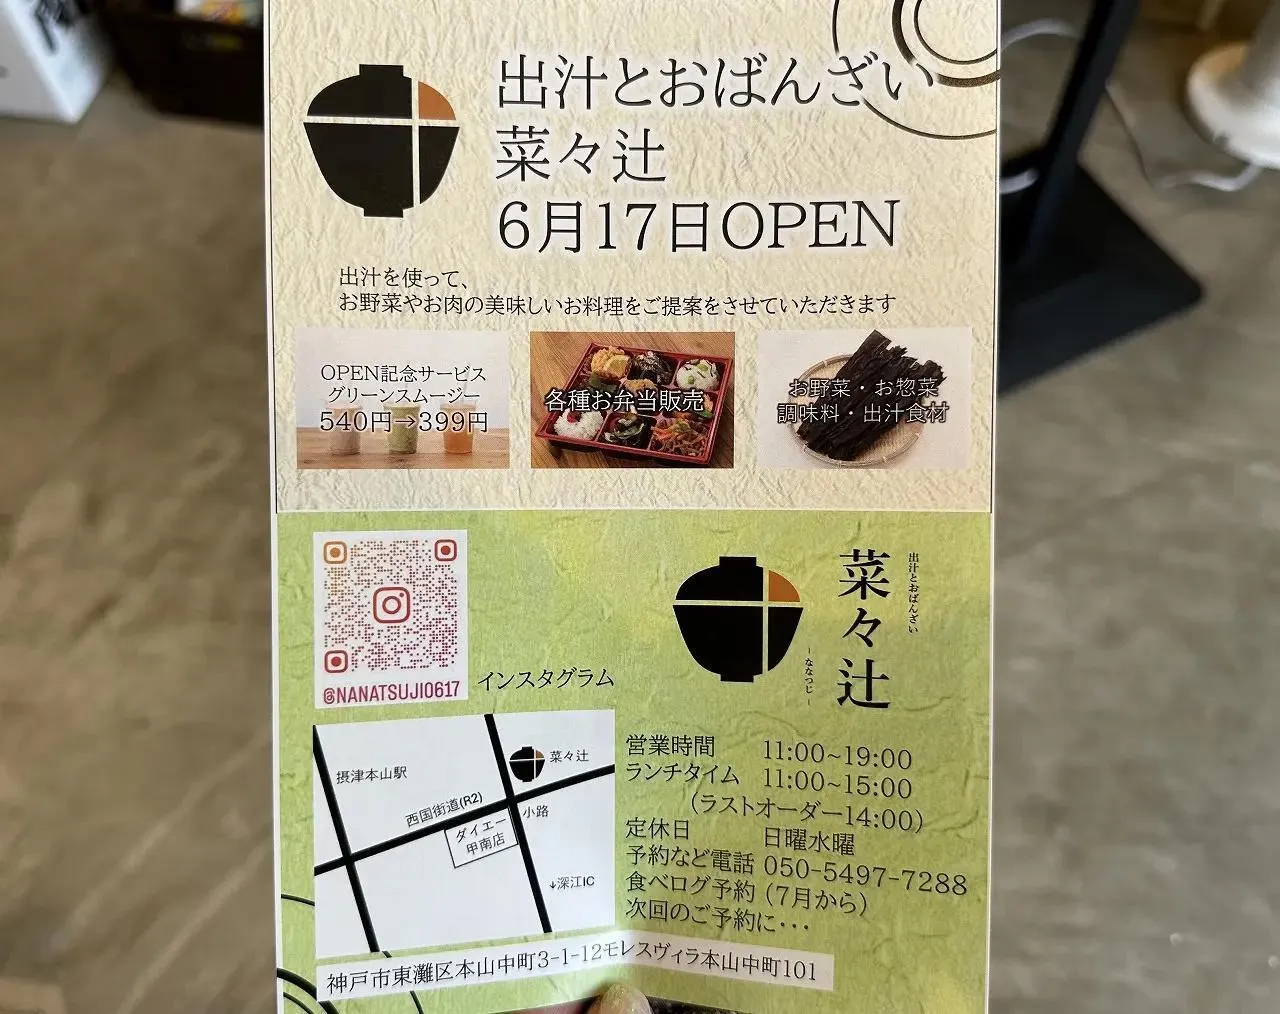 出汁とおばんざい
菜々辻
6月17日OPEN
出汁を使って、
お野菜やお肉の美味しいお料理をご提案をさせていただきます
OPEN記念サービス
グリーンスムージー
540円→399円
各種お弁当販売
お野菜・お惣菜
調味料・出汁食材
@NANATSUJI0617
インスタグラム
出汁とおばんざい
菜々辻
-ななつじ-
摂津本山駅
西国街道(R2)
菜々辻
小路
ダイエー
甲南店
↓深江IC
営業時間 11:00~19:00
ランチタイム 11:00~15:00
(ラストオーダー14:00)
定休日 日曜水曜
予約など電話 050-5497-7288
食べログ予約 (7月から)
次回のご予約に・・・
神戸市東灘区本山中町3-1-12モレスヴィラ本山中町101